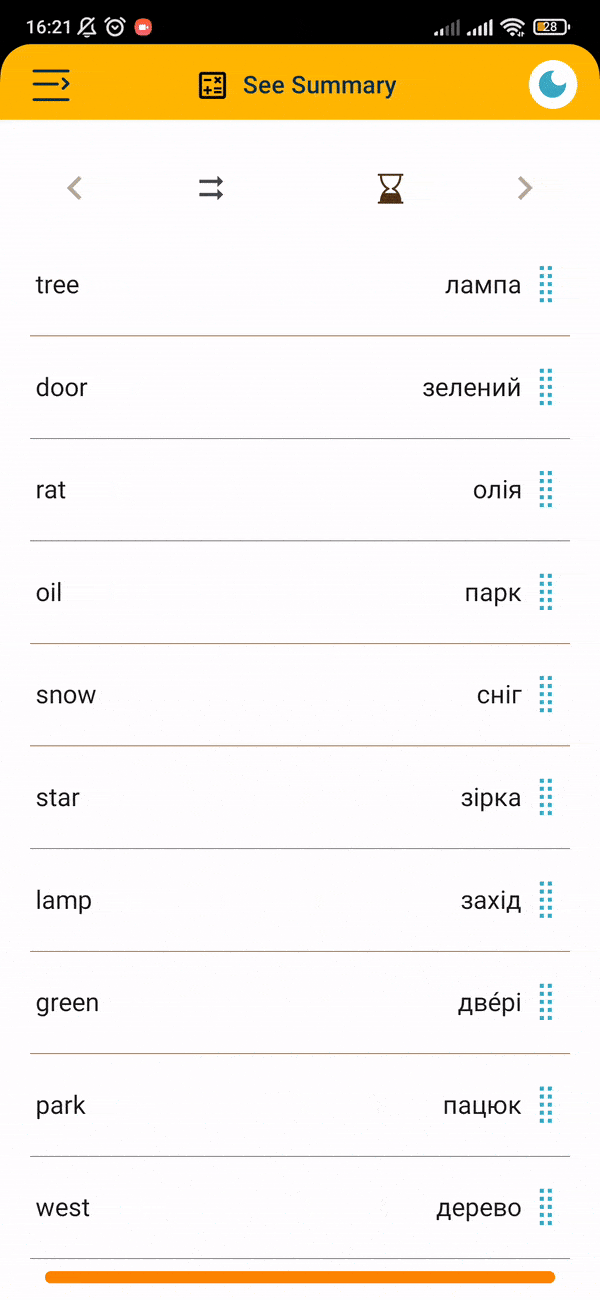 16:21 28
See Summary
tree лампа
door зелений
rat олія
oil парк
snow сніг
star зірка
lamp захід
green двéрі
park пацюк
west дерево